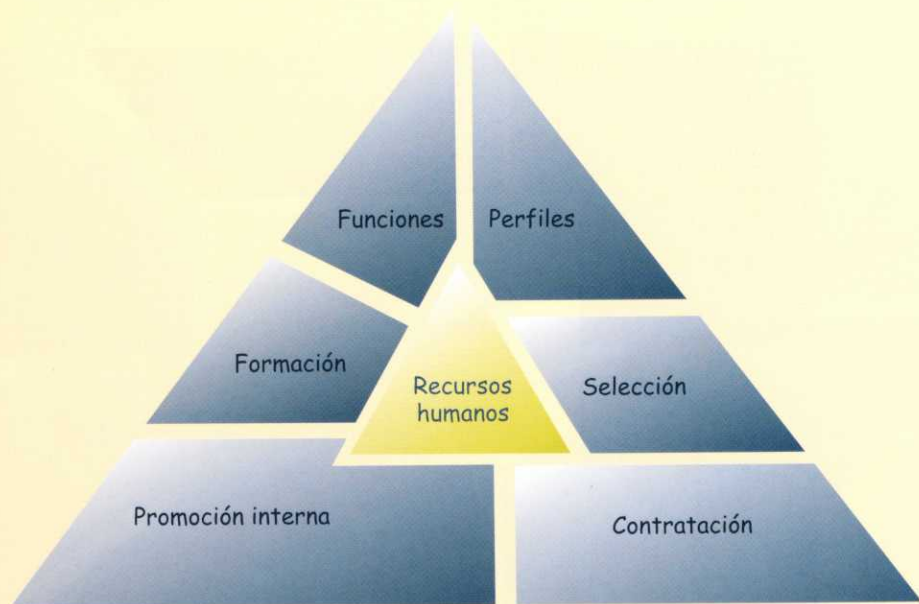 Funciones Perfiles
Formación
Recursos
humanos
Selección
Promoción interna
Contratación